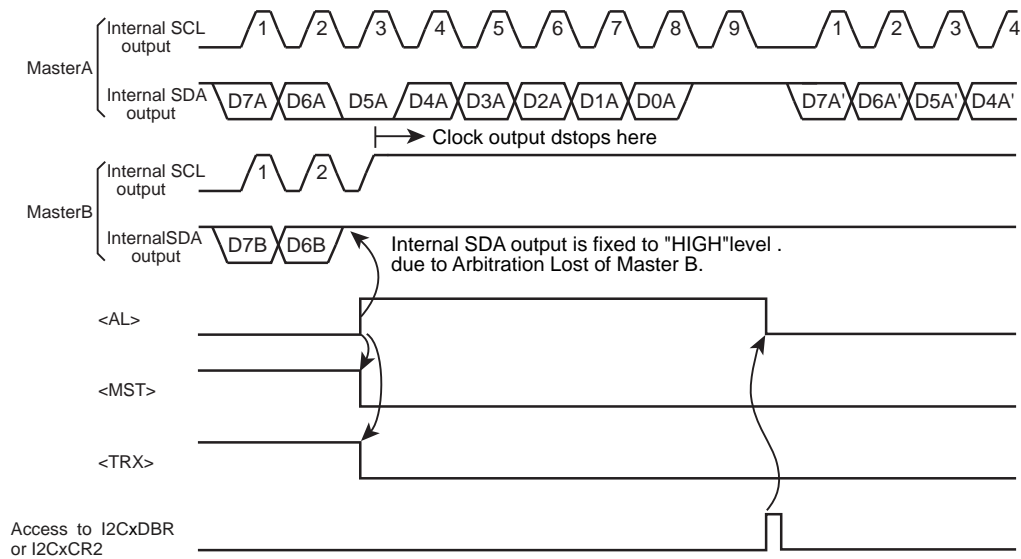 Internal SCL
output
1 2 3 4 5 6 7 8 9 1 2 3 4
MasterA
Internal SDA
output
D7A D6A D5A D4A D3A D2A D1A D0A D7A' D6A' D5A' D4A'
Clock output dstops here
Internal SCL
output
1 2
MasterB
InternalSDA
output
D7B D6B
Internal SDA output is fixed to "HIGH"level .
due to Arbitration Lost of Master B.
<AL>
<MST>
<TRX>
Access to I2CxDBR
or I2CxCR2